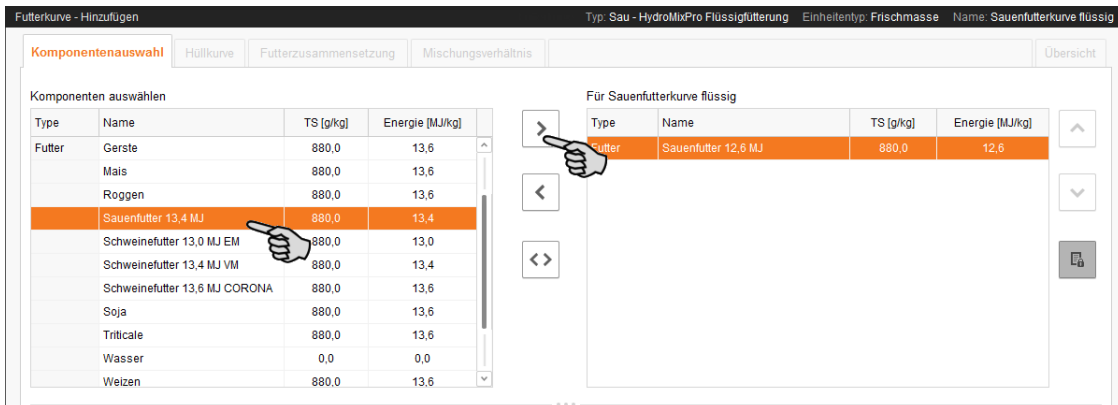 Futterkurve - Hinzufügen Typ: Sau - HydroMixPro Flüssigfütterung Einheitentyp: Frischmasse Name: Sauenfutterkurve flüssig
Komponentenauswahl Hüllkurve Futterzusammensetzung Mischungsverhältnis Übersicht
Komponenten auswählen Für Sauenfutterkurve flüssig
Type Name TS [g/kg] Energie [MJ/kg] Type Name TS [g/kg] Energie [MJ/kg]
Futter Gerste 880,0 13,6 Futter Sauenfutter 12,6 MJ 880,0 12,6
Mais 880,0 13,6
Roggen 880,0 13,6
Sauenfutter 13,4 MJ 880,0 13,4
Schweinefutter 13,0 MJ EM 880,0 13,0
Schweinefutter 13,4 MJ VM 880,0 13,4
Schweinefutter 13,6 MJ CORONA 880,0 13,6
Soja 880,0 13,6
Triticale 880,0 13,6
Wasser 0,0 0,0
Weizen 880,0 13,6